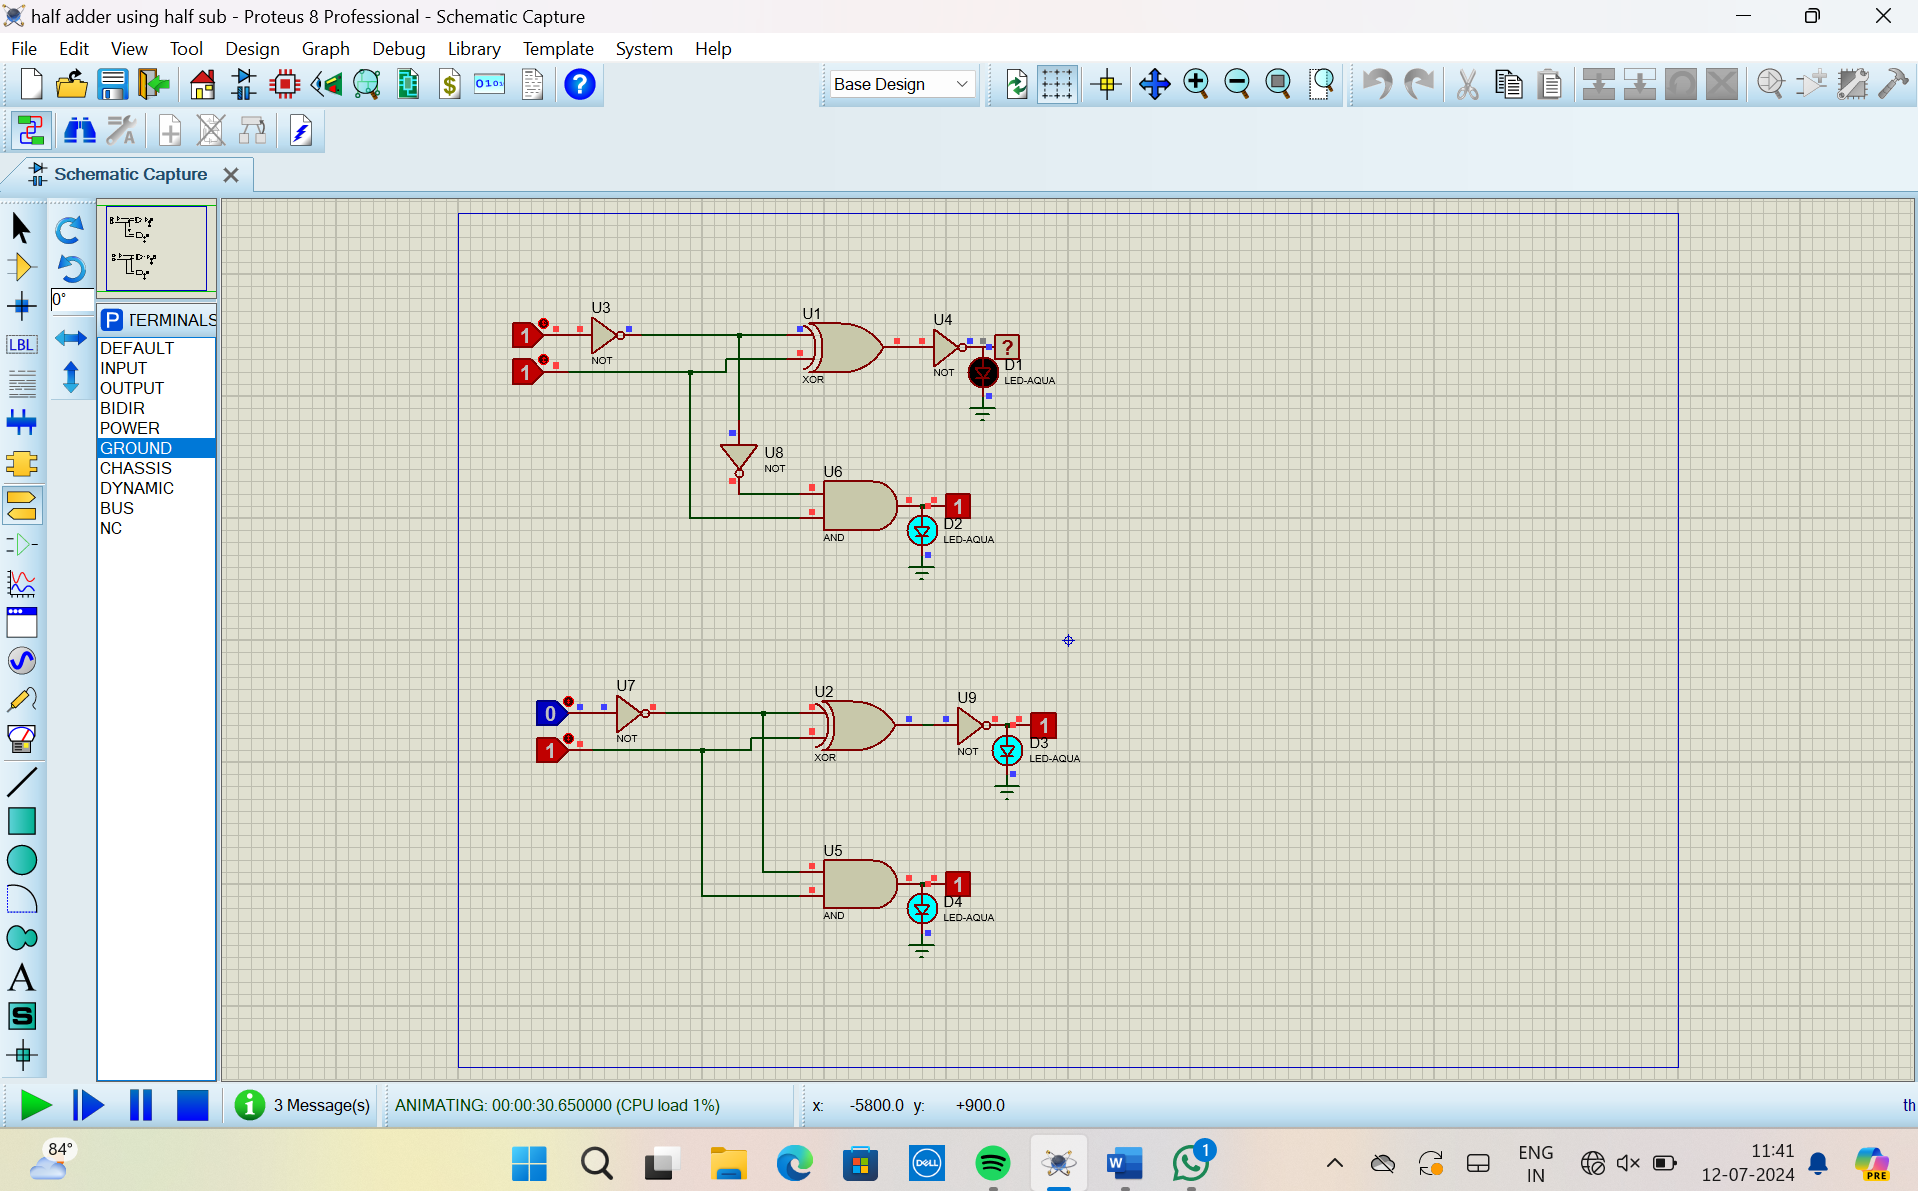 half adder using half sub - Proteus 8 Professional - Schematic Capture
File Edit View Tool Design Graph Debug Library Template System Help
Base Design
Schematic Capture
0°
P TERMINALS
LBL
DEFAULT
INPUT
OUTPUT
BIDIR
POWER
GROUND
CHASSIS
DYNAMIC
BUS
NC
A
S
U3
1
NOT
1
U1
XOR
U4
NOT
?
D1
LED-AQUA
U8
NOT
U6
AND
1
D2
LED-AQUA
U7
0
NOT
1
U2
XOR
U9
NOT
1
D3
LED-AQUA
U5
AND
1
D4
LED-AQUA
3 Message(s) ANIMATING: 00:00:30.650000 (CPU load 1%) x: -5800.0 y: +900.0 th
84°
DELL
W
1
ENG
IN
11:41
12-07-2024
PRE